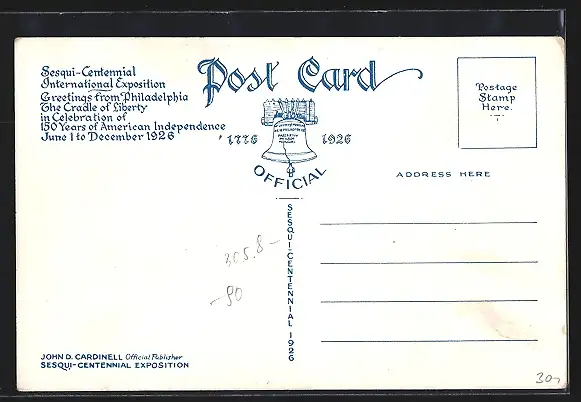 Sesqui-Centennial
International Exposition
Greetings from Philadelphia
The Cradle of Liberty
in Celebration of
150 Years of American Independence
June 1 to December 1926
Post Card
1776 1926
OFFICIAL
Postage
Stamp
Here.
ADDRESS HERE
SESQUI-CENTENNIAL 1926
305.8-
-90
JOHN D. CARDINELL Official Publisher
SESQUI-CENTENNIAL EXPOSITION